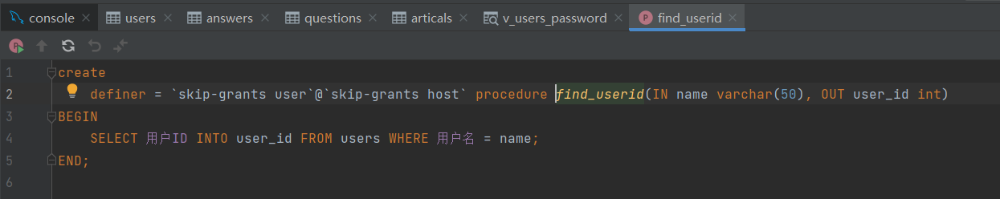 console users answers questions articals v_users_password find_userid
1 create
2 definer = `skip-grants user`@`skip-grants host` procedure find_userid(IN name varchar(50), OUT user_id int)
3 BEGIN
4 SELECT 用户ID INTO user_id FROM users WHERE 用户名 = name;
5 END;
6